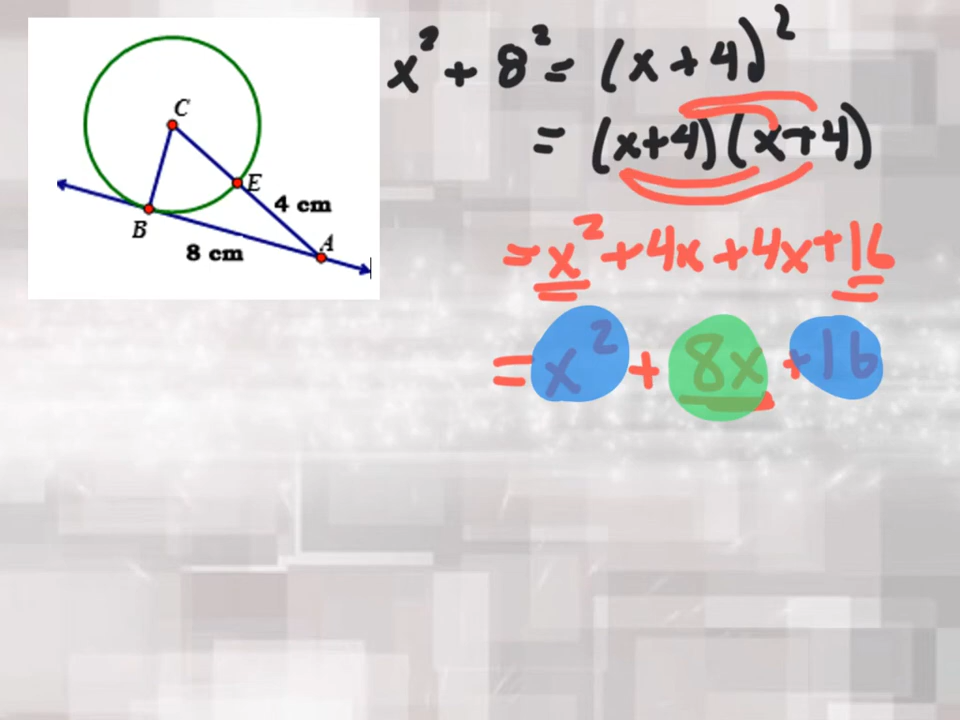 C
E
4 cm
B
8 cm
A
x² + 8² = (x + 4)²
= (x+4)(x+4)
= x² + 4x + 4x + 16
= x² + 8x + 16